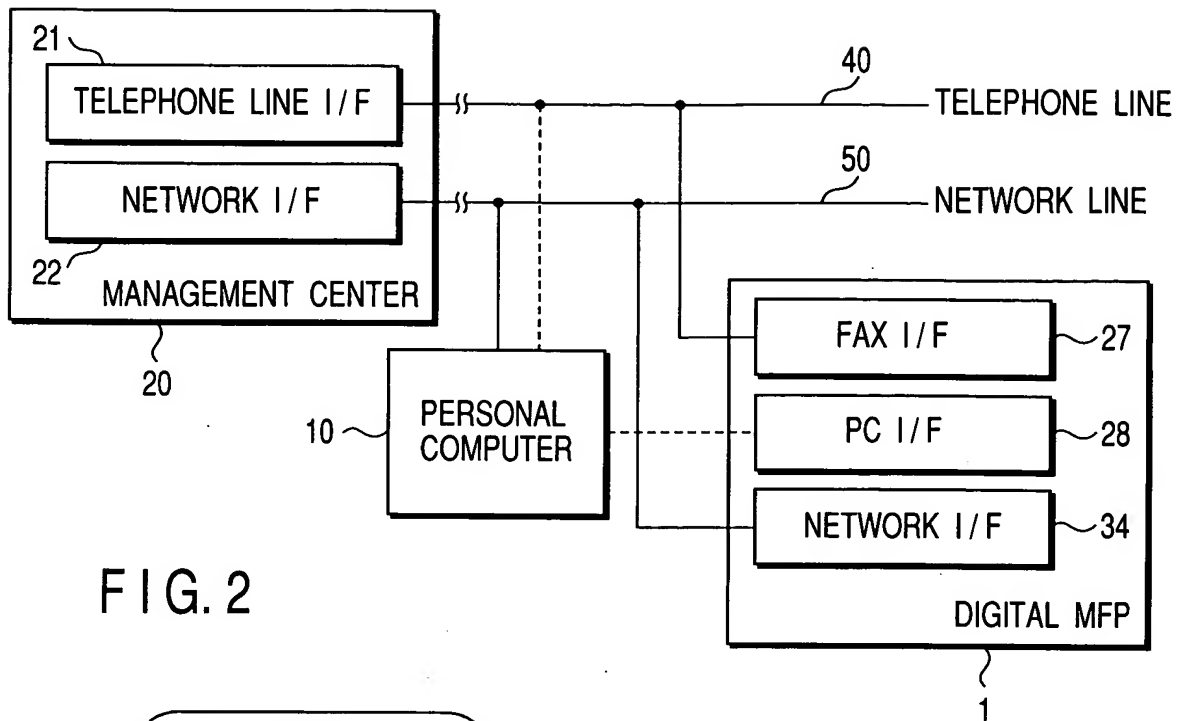 21
TELEPHONE LINE I/F
40
TELEPHONE LINE
NETWORK I/F
50
NETWORK LINE
22
MANAGEMENT CENTER
20
10
PERSONAL
COMPUTER
FAX I/F
27
PC I/F
28
NETWORK I/F
34
DIGITAL MFP
1
FIG. 2